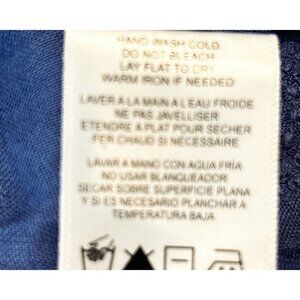 HAND WASH COLD
DO NOT BLEACH
LAY FLAT TO DRY
WARM IRON IF NEEDED
LAVER A LA MAIN A L EAU FROIDE
NE PAS JAVELLISER
ETENDRE A PLAT POUR SECHER
FER CHAUD SI NÉCESSAIRE
LAVAR A MANO CON AGUA FRIA
NO USAR BLANQUEADOR
SECAR SOBRE SUPERFICIE PLANA
Y SI ES NECESARIO PLANCHAR A
TEMPERATURA BAJA